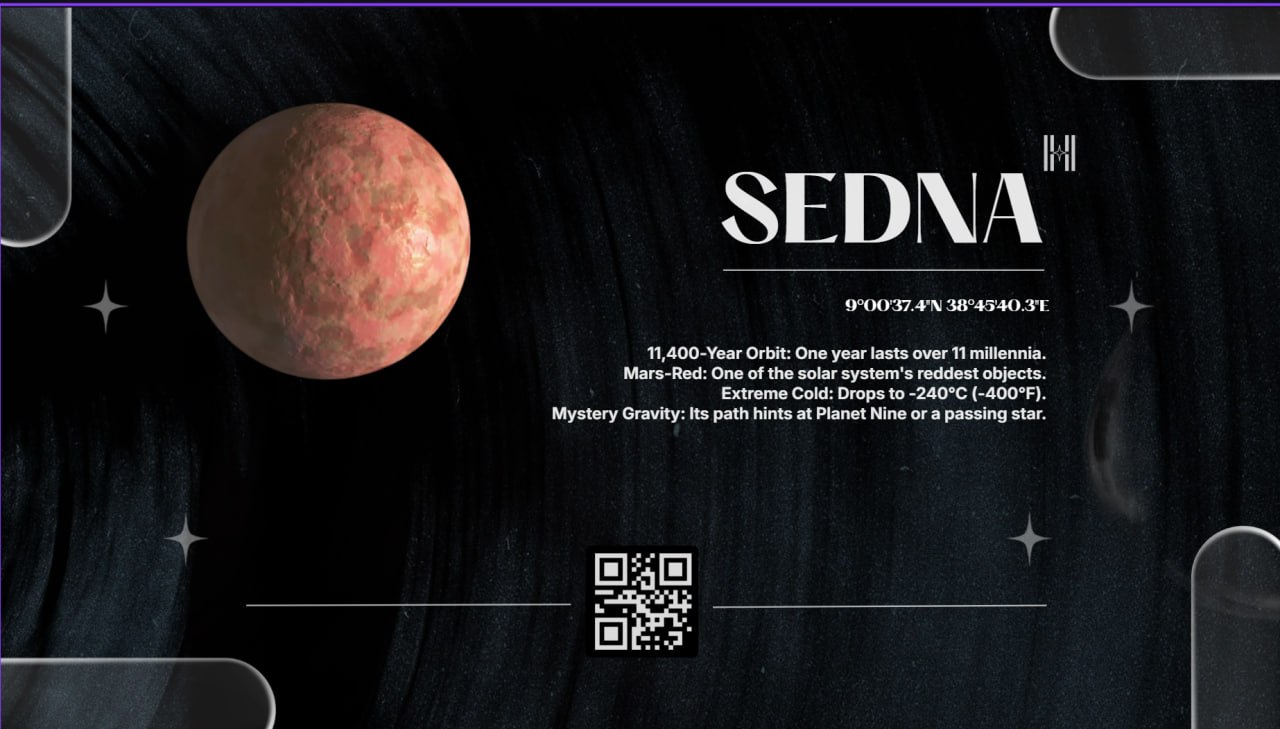 SEDNA
9°00'37.4"N 38°45'40.3"E
11,400-Year Orbit: One year lasts over 11 millennia.
Mars-Red: One of the solar system's reddest objects.
Extreme Cold: Drops to -240°C (-400°F).
Mystery Gravity: Its path hints at Planet Nine or a passing star.